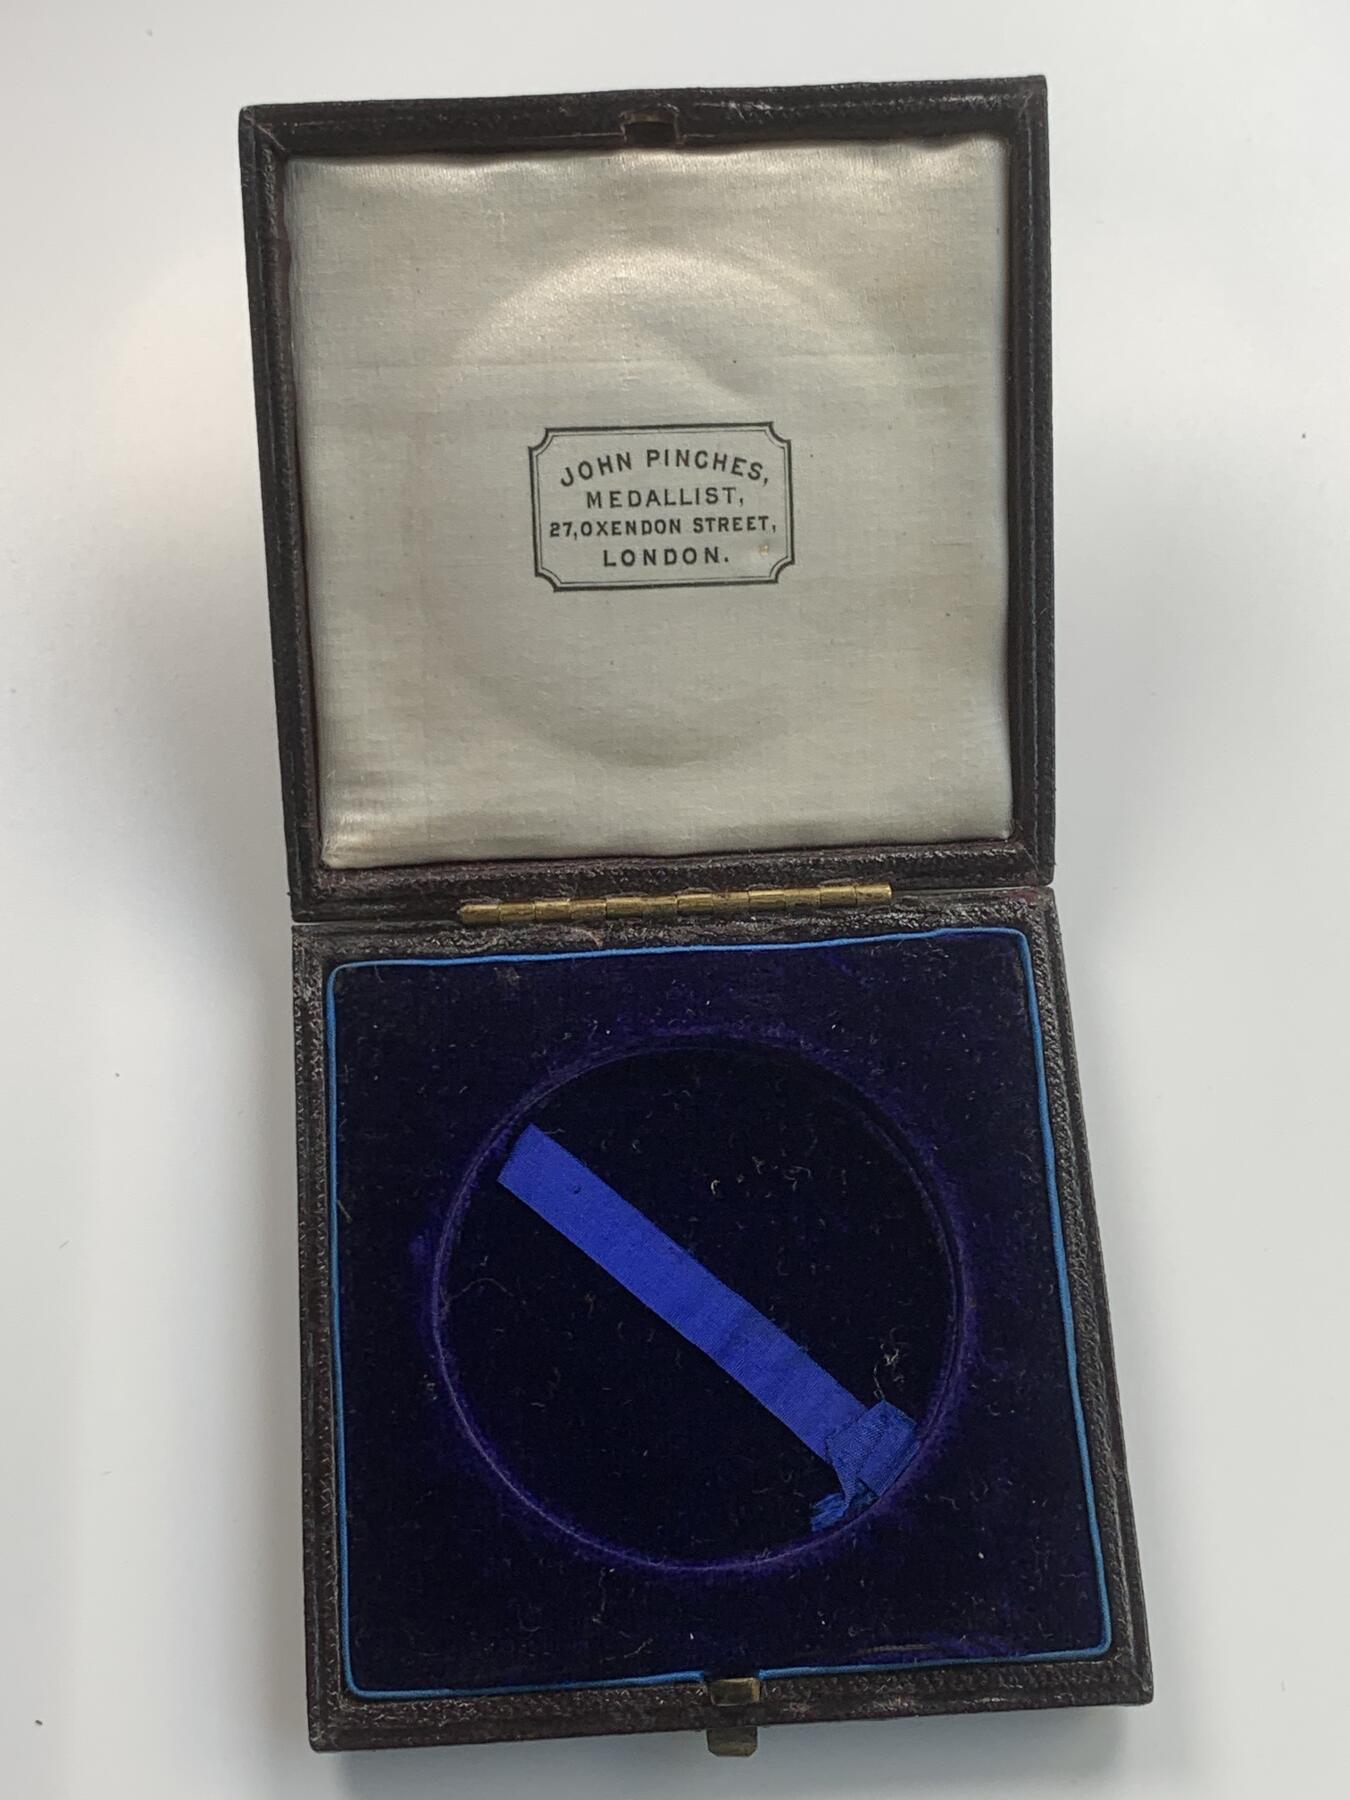 JOHN PINCHES,
MEDALLIST,
27,OXENDON STREET,
LONDON.